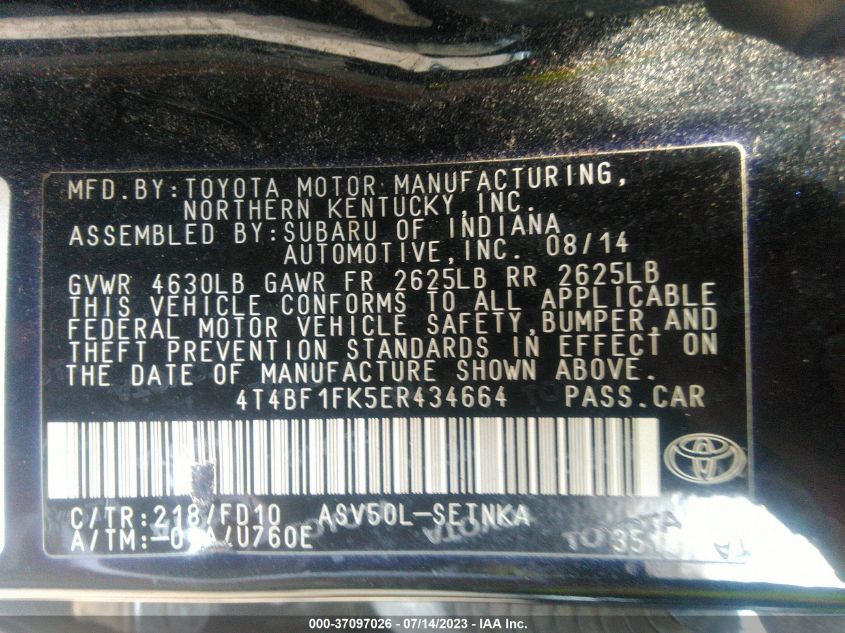 MFD.BY:TOYOTA MOTOR MANUFACTURING,
NORTHERN KENTUCKY,INC.
ASSEMBLED BY:SUBARU OF INDIANA
AUTOMOTIVE,INC. 08/14
GVWR 4630LB GAWR FR 2625LB RR 2625LB
THIS VEHICLE CONFORMS TO ALL APPLICABLE
FEDERAL MOTOR VEHICLE SAFETY,BUMPER,AND
THEFT PREVENTION STANDARDS IN EFFECT ON
THE DATE OF MANUFACTURE SHOWN ABOVE.
4T4BF1FK5ER434664 PASS.CAR
C/TR:218/FD10 ASV50L-SETNKA
A/TM: U760E
000-37097026 / 07/14/2023 - IAA Inc.